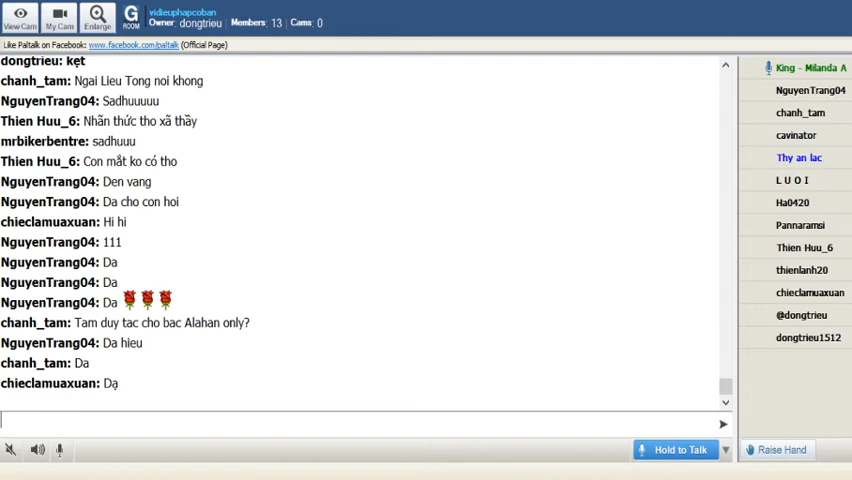 vidieuphapcoban
Owner: dongtrieu Members: 13 Cams: 0
View Cam
My Cam
Enlarge
G
ROOM
Like Paltalk on Facebook: www.facebook.com/paltalk (Official Page)
dongtrieu: kẹt
chanh_tam: Ngai Lieu Tong noi khong
NguyenTrang04: Sadhuuuuu
Thien Huu_6: Nhãn thức tho xã thầy
mrbikerbentre: sadhuuu
Thien Huu_6: Con mắt ko có tho
NguyenTrang04: Den vang
NguyenTrang04: Da cho con hoi
chieclamuaxuan: Hi hi
NguyenTrang04: 111
NguyenTrang04: Da
NguyenTrang04: Da
NguyenTrang04: Da
chanh_tam: Tam duy tac cho bac Alahan only?
NguyenTrang04: Da hieu
chanh_tam: Da
chieclamuaxuan: Dạ
King - Milanda A
NguyenTrang04
chanh_tam
cavinator
Thy an lac
L U O I
Ha0420
Pannaramsi
Thien Huu_6
thienlanh20
chieclamuaxuan
@dongtrieu
dongtrieu1512
Hold to Talk
Raise Hand